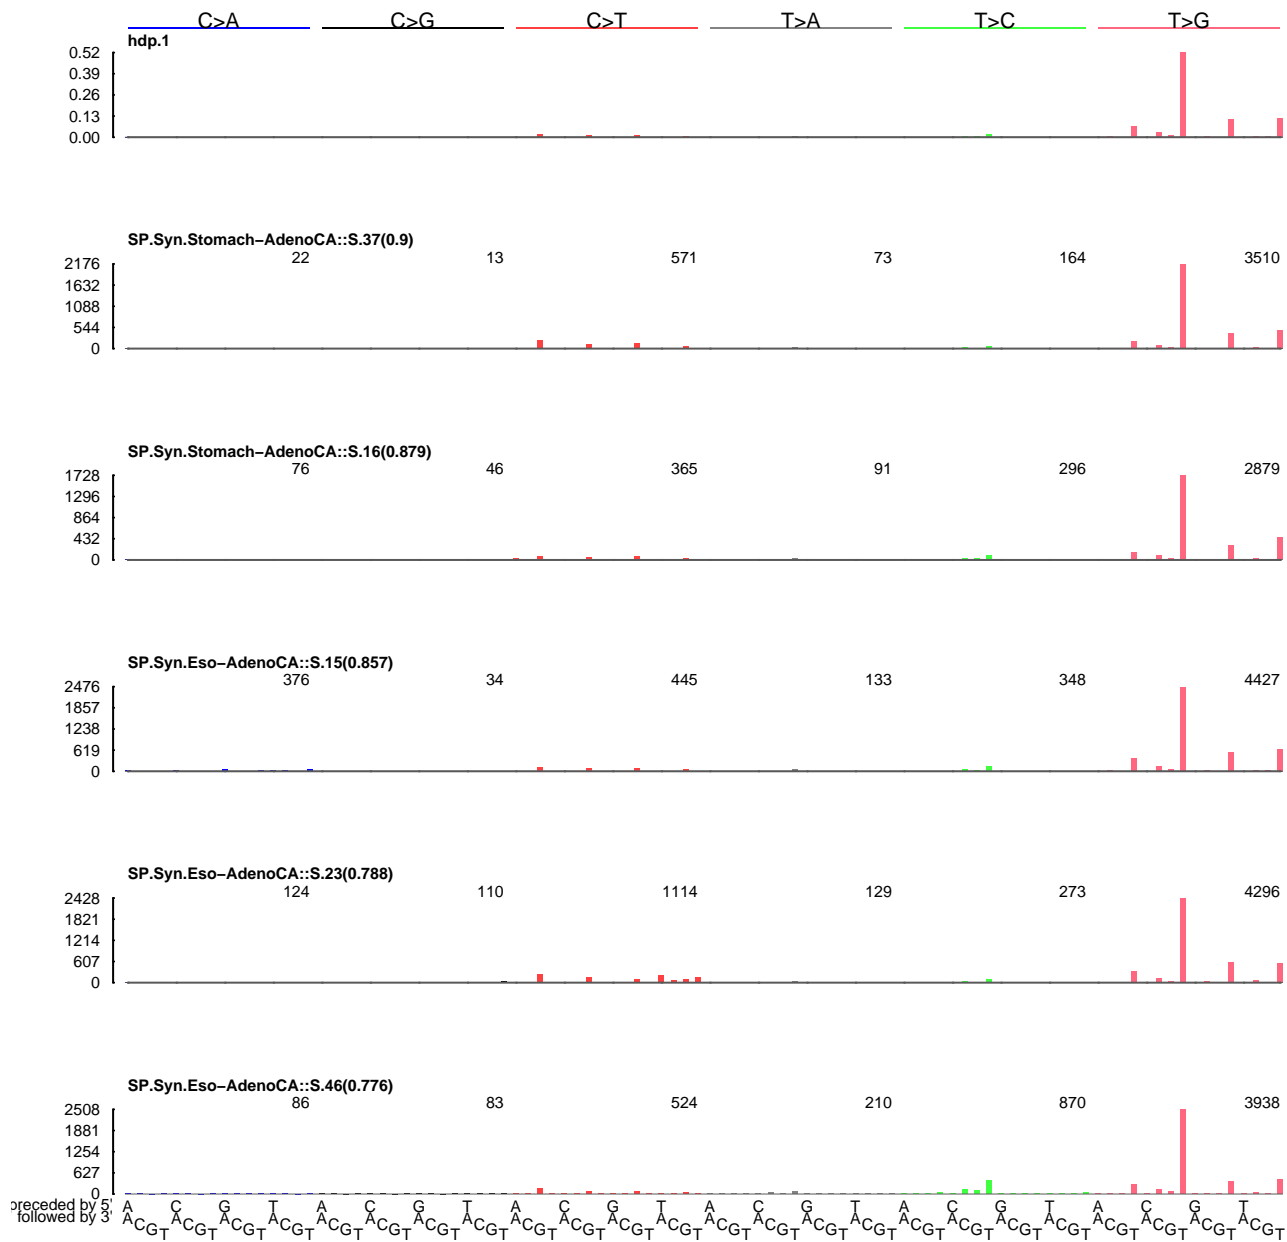 C>A C>G C>T T>A T>C T>G
hdp.1
0.52
0.39
0.26
0.13
0.00
SP.Syn.Stomach−AdenoCA::S.37(0.9)
22 13 571 73 164 3510
2176
1632
1088
544
0
SP.Syn.Stomach−AdenoCA::S.16(0.879)
76 46 365 91 296 2879
1728
1296
864
432
0
SP.Syn.Eso−AdenoCA::S.15(0.857)
376 34 445 133 348 4427
2476
1857
1238
619
0
SP.Syn.Eso−AdenoCA::S.23(0.788)
124 110 1114 129 273 4296
2428
1821
1214
607
0
SP.Syn.Eso−AdenoCA::S.46(0.776)
86 83 524 210 870 3938
2508
1881
1254
627
0
preceded by 5' A C G T A C G T A C G T A C G T A C G T A C G T
followed by 3' A C G T A C G T A C G T A C G T A C G T A C G T A C G T A C G T A C G T A C G T A C G T A C G T A C G T A C G T A C G T A C G T A C G T A C G T A C G T A C G T A C G T A C G T A C G T A C G T